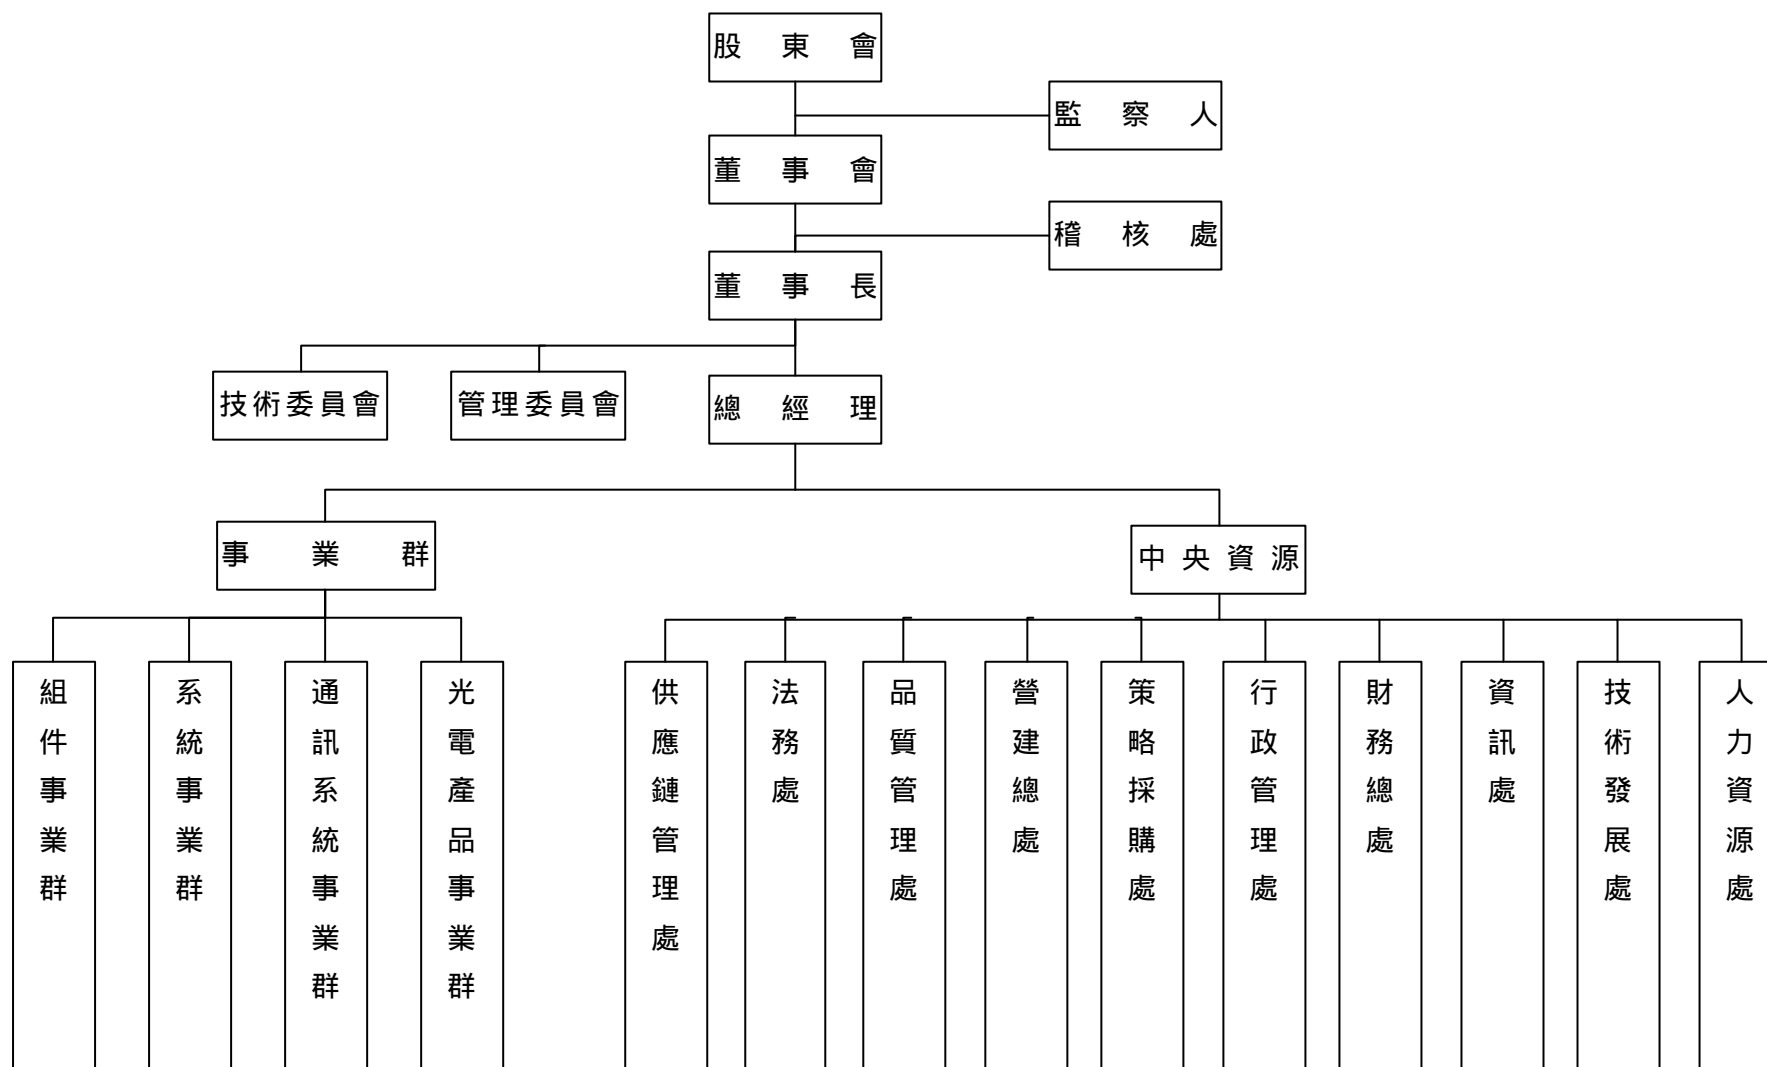 股東會
監察人
董事會
稽核處
董事長
技術委員會
管理委員會
總經理
事業群
中央資源
組件事業群
系統事業群
通訊系統事業群
光電產品事業群
供應鏈管理處
法務處
品質管理處
營建總處
策略採購處
行政管理處
財務總處
資訊處
技術發展處
人力資源處